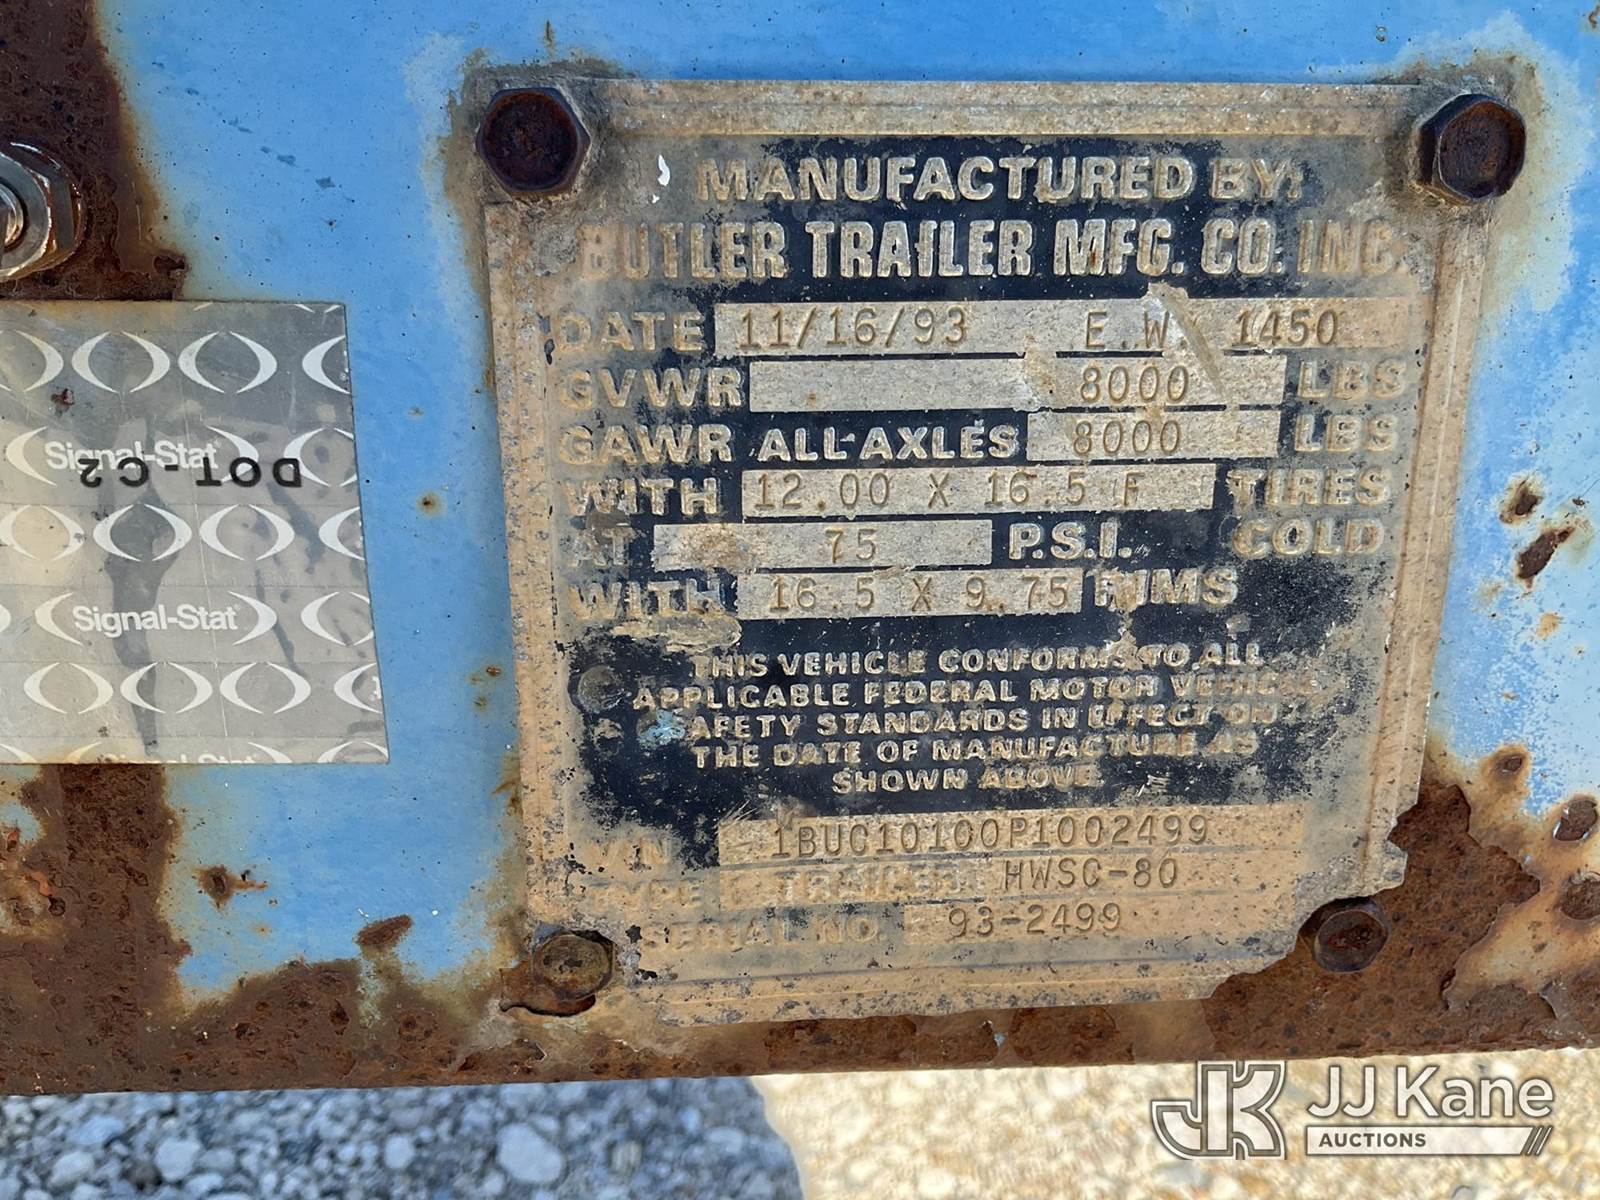 MANUFACTURED BY:
BUTLER TRAILER MFG. CO. INC.
DATE 11/16/93 E.W. 1450
GVWR 8000 LBS
GAWR ALL-AXLES 8000 LBS
WITH 12.00 X 16.5 F TIRES
AT 75 P.S.I. COLD
WITH 16.5 X 9.75 RIMS
THIS VEHICLE CONFORMS TO ALL
APPLICABLE FEDERAL MOTOR VEHICLE
SAFETY STANDARDS IN EFFECT ON
THE DATE OF MANUFACTURE AS
SHOWN ABOVE
VIN 1BUC10100P1002499
TYPE TRAILER HWSC-80
SERIAL NO. 93-2499
Signal-Stat
DOT-C2
Signal-Stat
Signal-Stat
JK JJ Kane
AUCTIONS